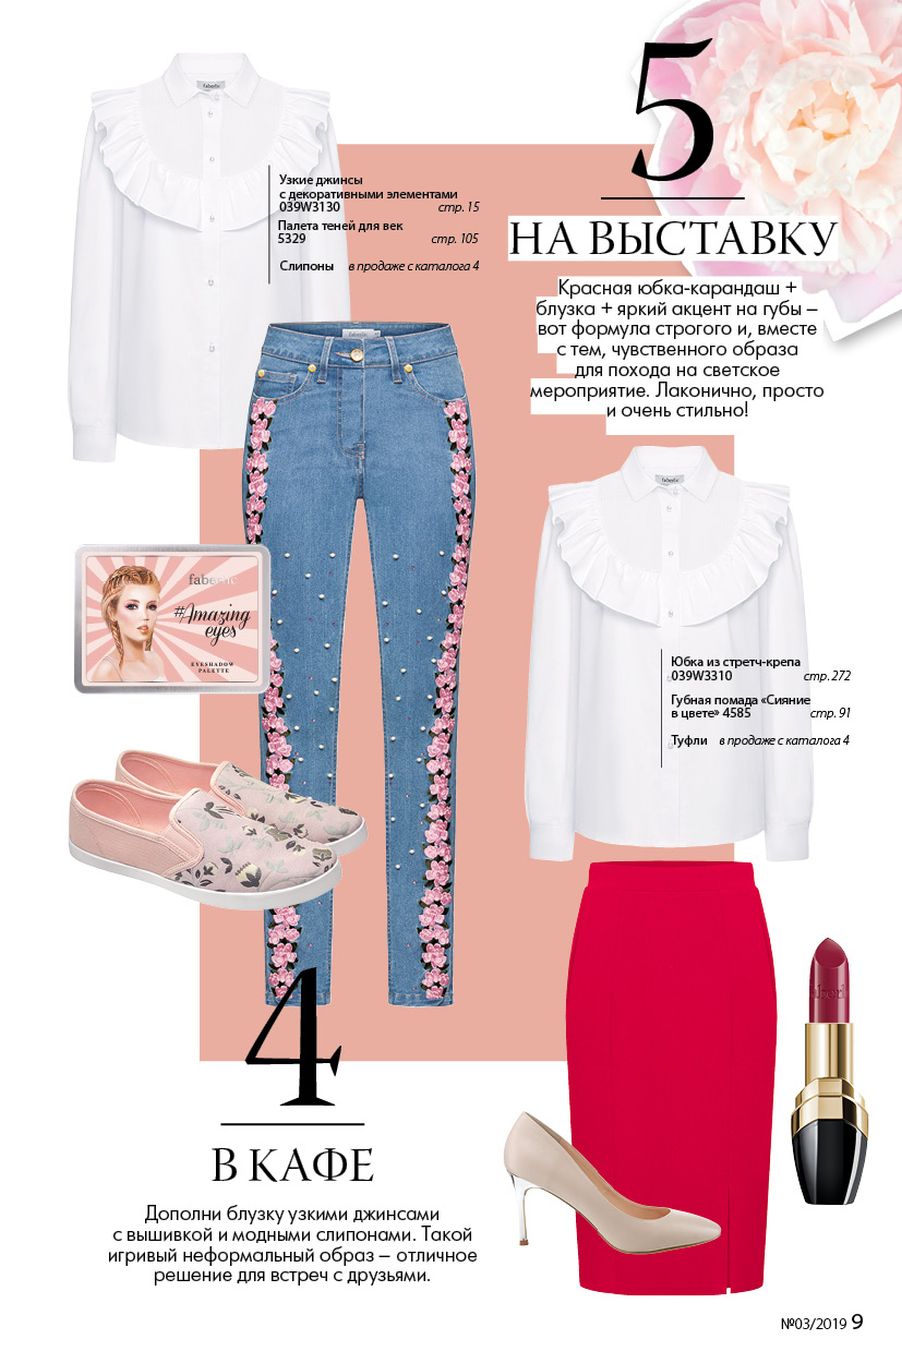 faberlic
Узкие джинсы
с декоративными элементами
039W3130 стр. 15
Палета теней для век
5329 стр. 105
Слипоны в продаже с каталога 4
5
НА ВЫСТАВКУ
Красная юбка-карандаш +
блузка + яркий акцент на губы –
вот формула строгого и, вместе
с тем, чувственного образа
для похода на светское
мероприятие. Лаконично, просто
и очень стильно!
faberlic
faberlic
faberlic
#Amazing
eyes
EYESHADOW
PALETTE
Юбка из стретч-крепа
039W3310 стр. 272
Губная помада «Сияние
в цвете» 4585 стр. 91
Туфли в продаже с каталога 4
4
В КАФЕ
Дополни блузку узкими джинсами
с вышивкой и модными слипонами. Такой
игривый неформальный образ – отличное
решение для встреч с друзьями.
№03/2019 9